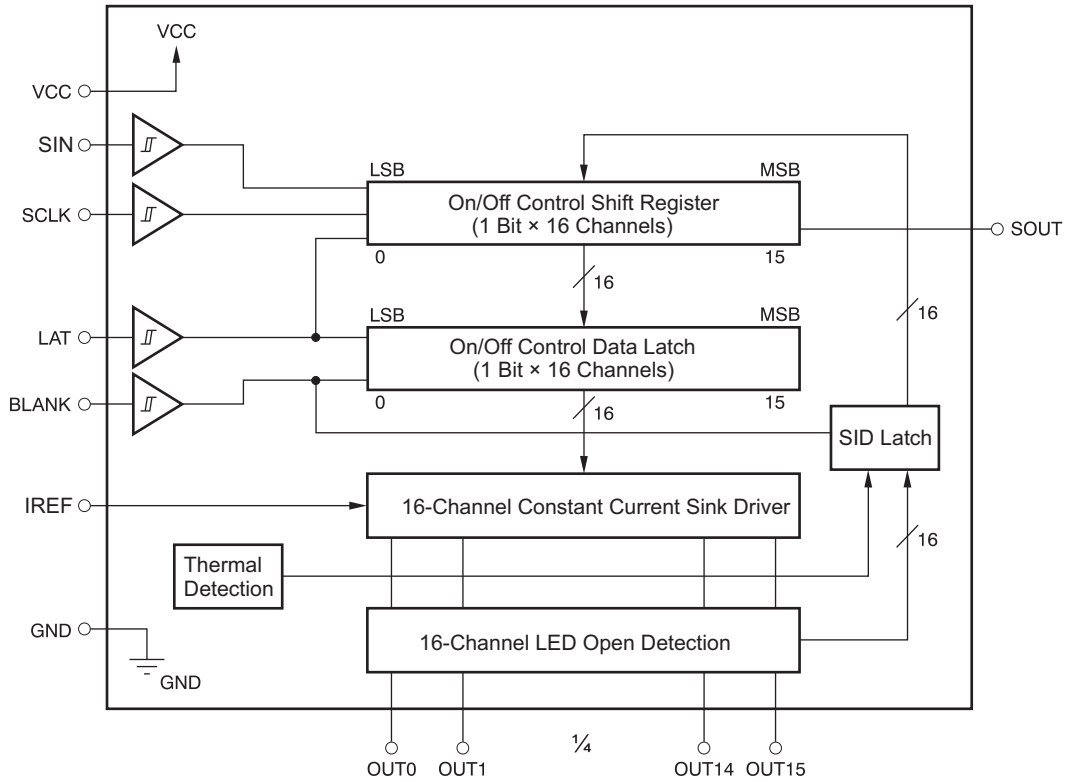 VCC
VCC
SIN
LSB
MSB
On/Off Control Shift Register
(1 Bit × 16 Channels)
SCLK
SOUT
0
15
16
16
LSB
MSB
LAT
On/Off Control Data Latch
(1 Bit × 16 Channels)
BLANK
0
15
16
SID Latch
IREF
16-Channel Constant Current Sink Driver
16
Thermal
Detection
GND
16-Channel LED Open Detection
GND
¼
OUT0
OUT1
OUT14
OUT15